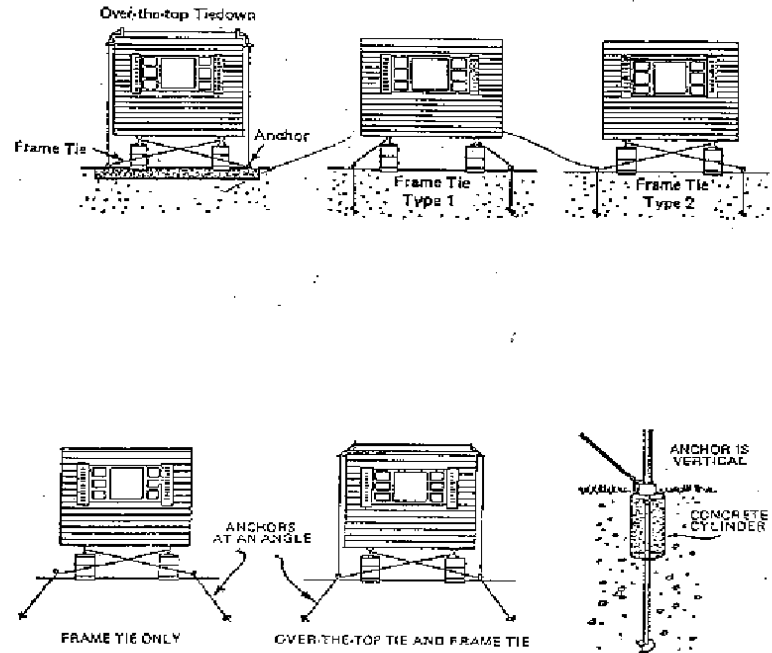 Over-the-top Tiedown
Frame Tie
Anchor
Frame Tie
Type 1
Frame Tie
Type 2
ANCHOR IS
VERTICAL
CONCRETE
CYLINDER
ANCHORS
AT AN ANGLE
FRAME TIE ONLY
OVER-THE-TOP TIE AND FRAME TIE